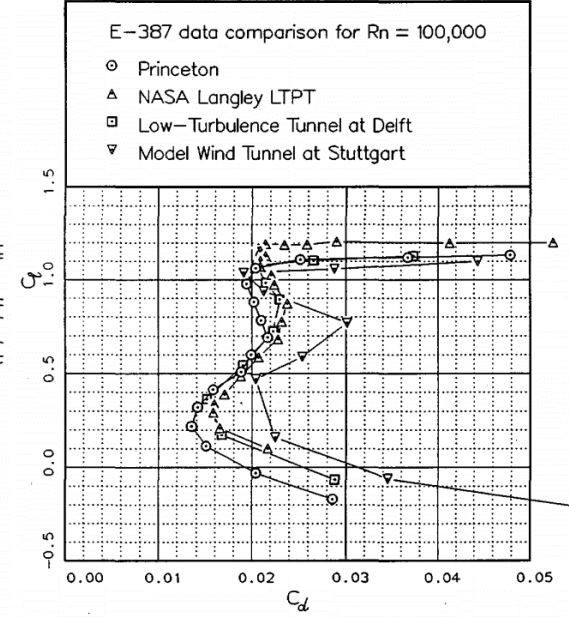 E-387 data comparison for Rn = 100,000
Princeton
NASA Langley LTPT
Low-Turbulence Tunnel at Delft
Model Wind Tunnel at Stuttgart
1.5
1.0
Cℓ
0.5
0.0
-0.5
0.00 0.01 0.02 0.03 0.04 0.05
Cd